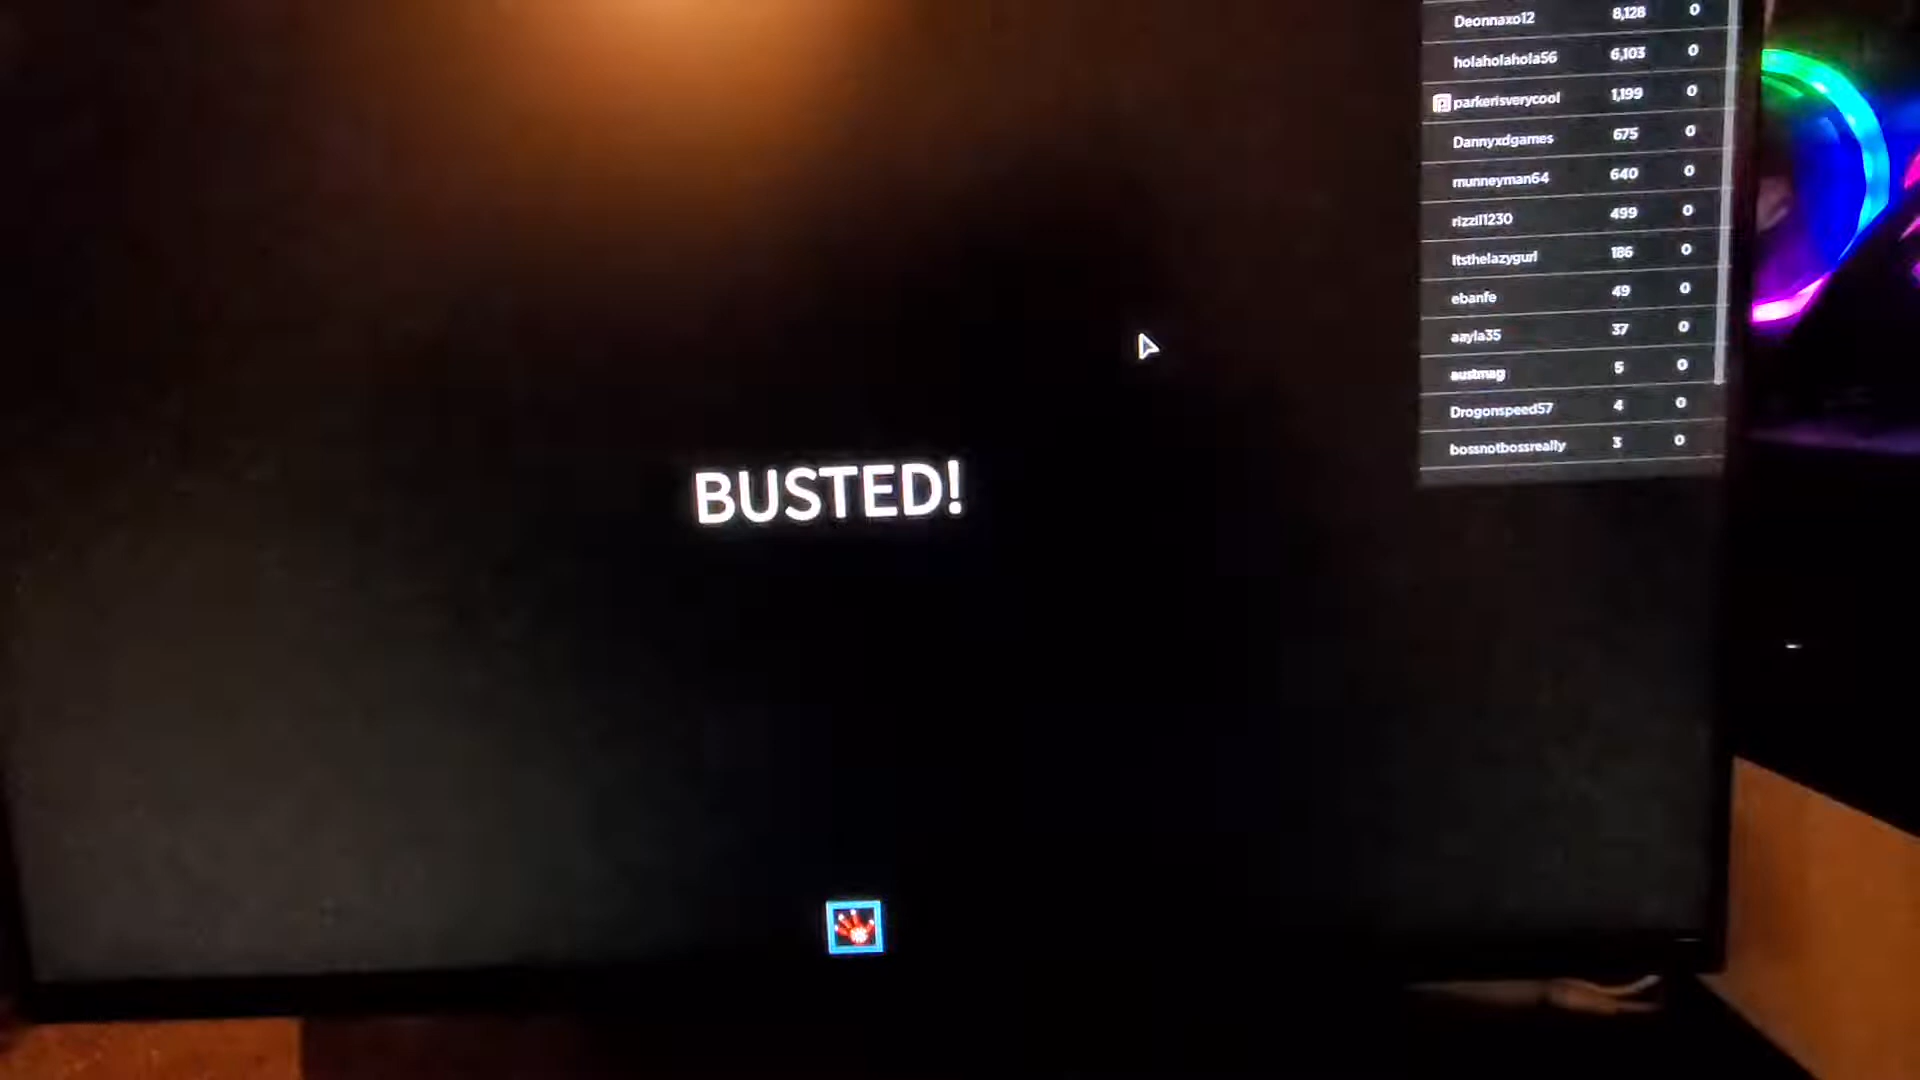 Deonnaxo12 8,128 0
holaholahola56 6,103 0
parkerisverycool 1,199 0
Dannyxdgames 675 0
munneyman64 640 0
rizzil1230 499 0
Itsthelazygurl 186 0
ebanfe 49 0
aayla35 37 0
austmag 5 0
Drogonspeed57 4 0
bossnotbossreally 3 0
BUSTED!